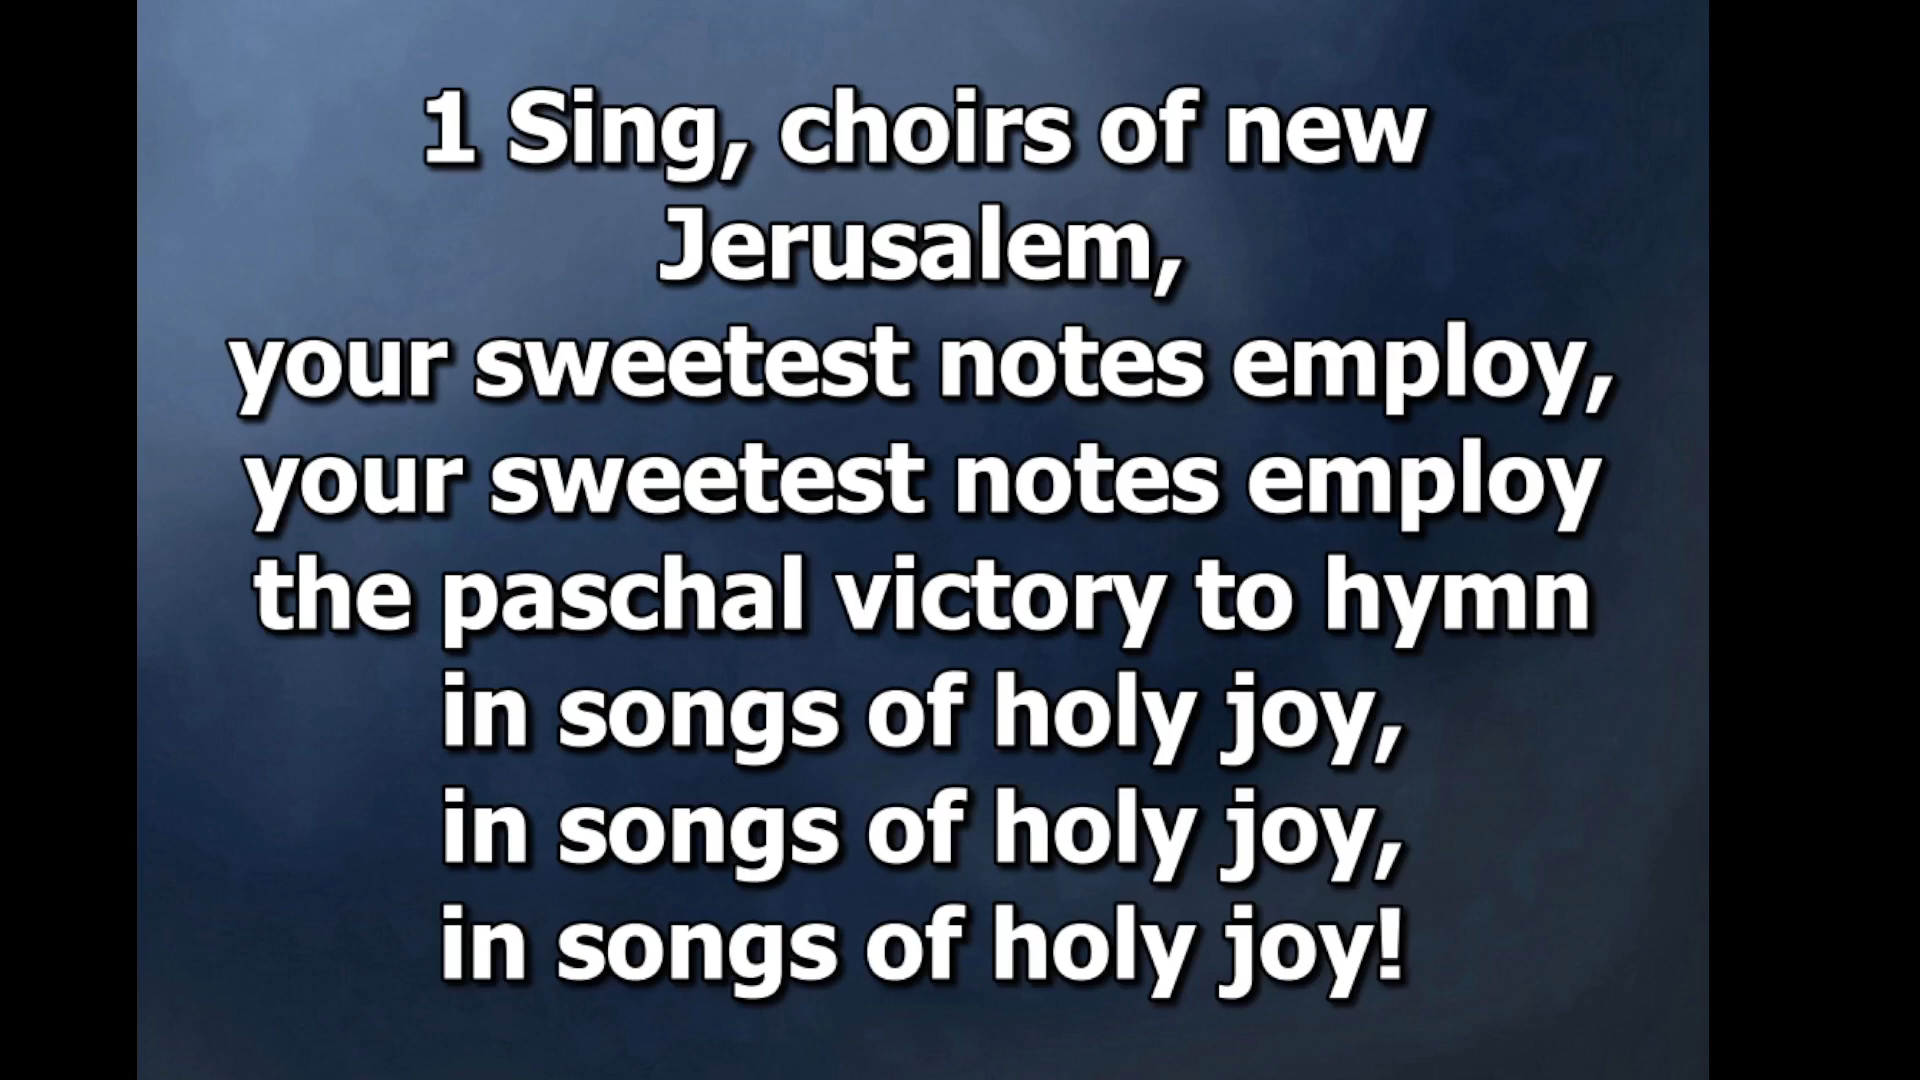 1 Sing, choirs of new
Jerusalem,
your sweetest notes employ,
your sweetest notes employ
the paschal victory to hymn
in songs of holy joy,
in songs of holy joy,
in songs of holy joy!